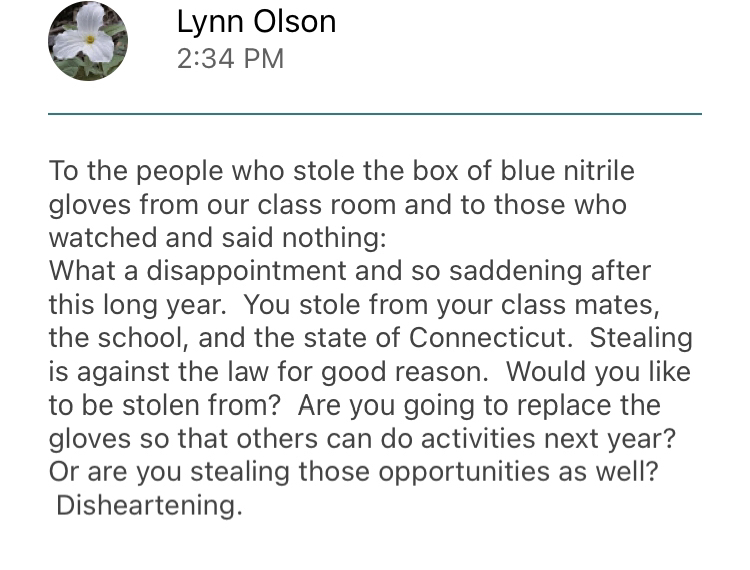 Lynn Olson
2:34 PM
To the people who stole the box of blue nitrile
gloves from our class room and to those who
watched and said nothing:
What a disappointment and so saddening after
this long year.  You stole from your class mates,
the school, and the state of Connecticut.  Stealing
is against the law for good reason.  Would you like
to be stolen from?  Are you going to replace the
gloves so that others can do activities next year?
Or are you stealing those opportunities as well?
 Disheartening.